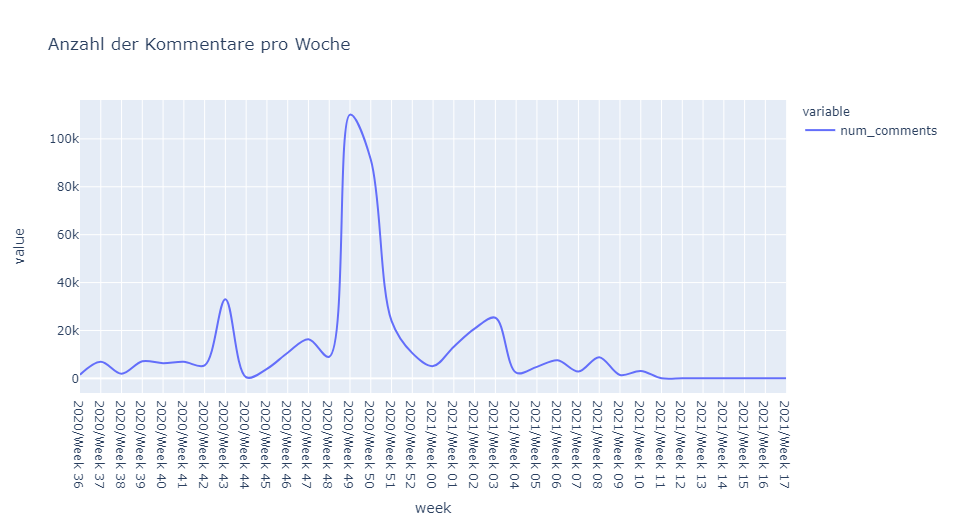 Anzahl der Kommentare pro Woche
variable
num_comments
value
100k
80k
60k
40k
20k
0
2020/Week 36
2020/Week 37
2020/Week 38
2020/Week 39
2020/Week 40
2020/Week 41
2020/Week 42
2020/Week 43
2020/Week 44
2020/Week 45
2020/Week 46
2020/Week 47
2020/Week 48
2020/Week 49
2020/Week 50
2020/Week 51
2020/Week 52
2021/Week 00
2021/Week 01
2021/Week 02
2021/Week 03
2021/Week 04
2021/Week 05
2021/Week 06
2021/Week 07
2021/Week 08
2021/Week 09
2021/Week 10
2021/Week 11
2021/Week 12
2021/Week 13
2021/Week 14
2021/Week 15
2021/Week 16
2021/Week 17
week